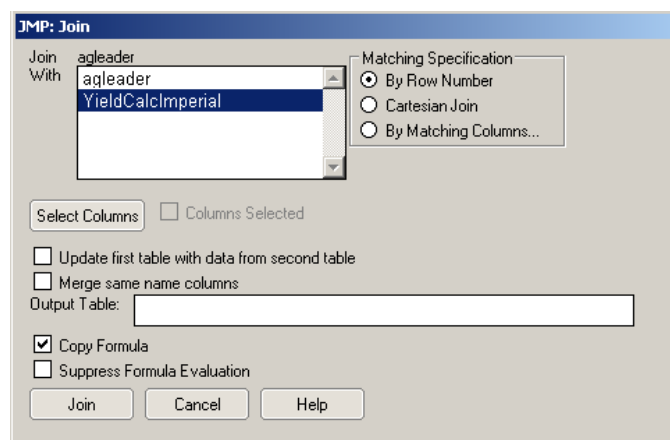 JMP: Join
Join With
agleader
agleader
YieldCalcImperial
Matching Specification
By Row Number
Cartesian Join
By Matching Columns...
Select Columns
Columns Selected
Update first table with data from second table
Merge same name columns
Output Table:
Copy Formula
Suppress Formula Evaluation
Join
Cancel
Help